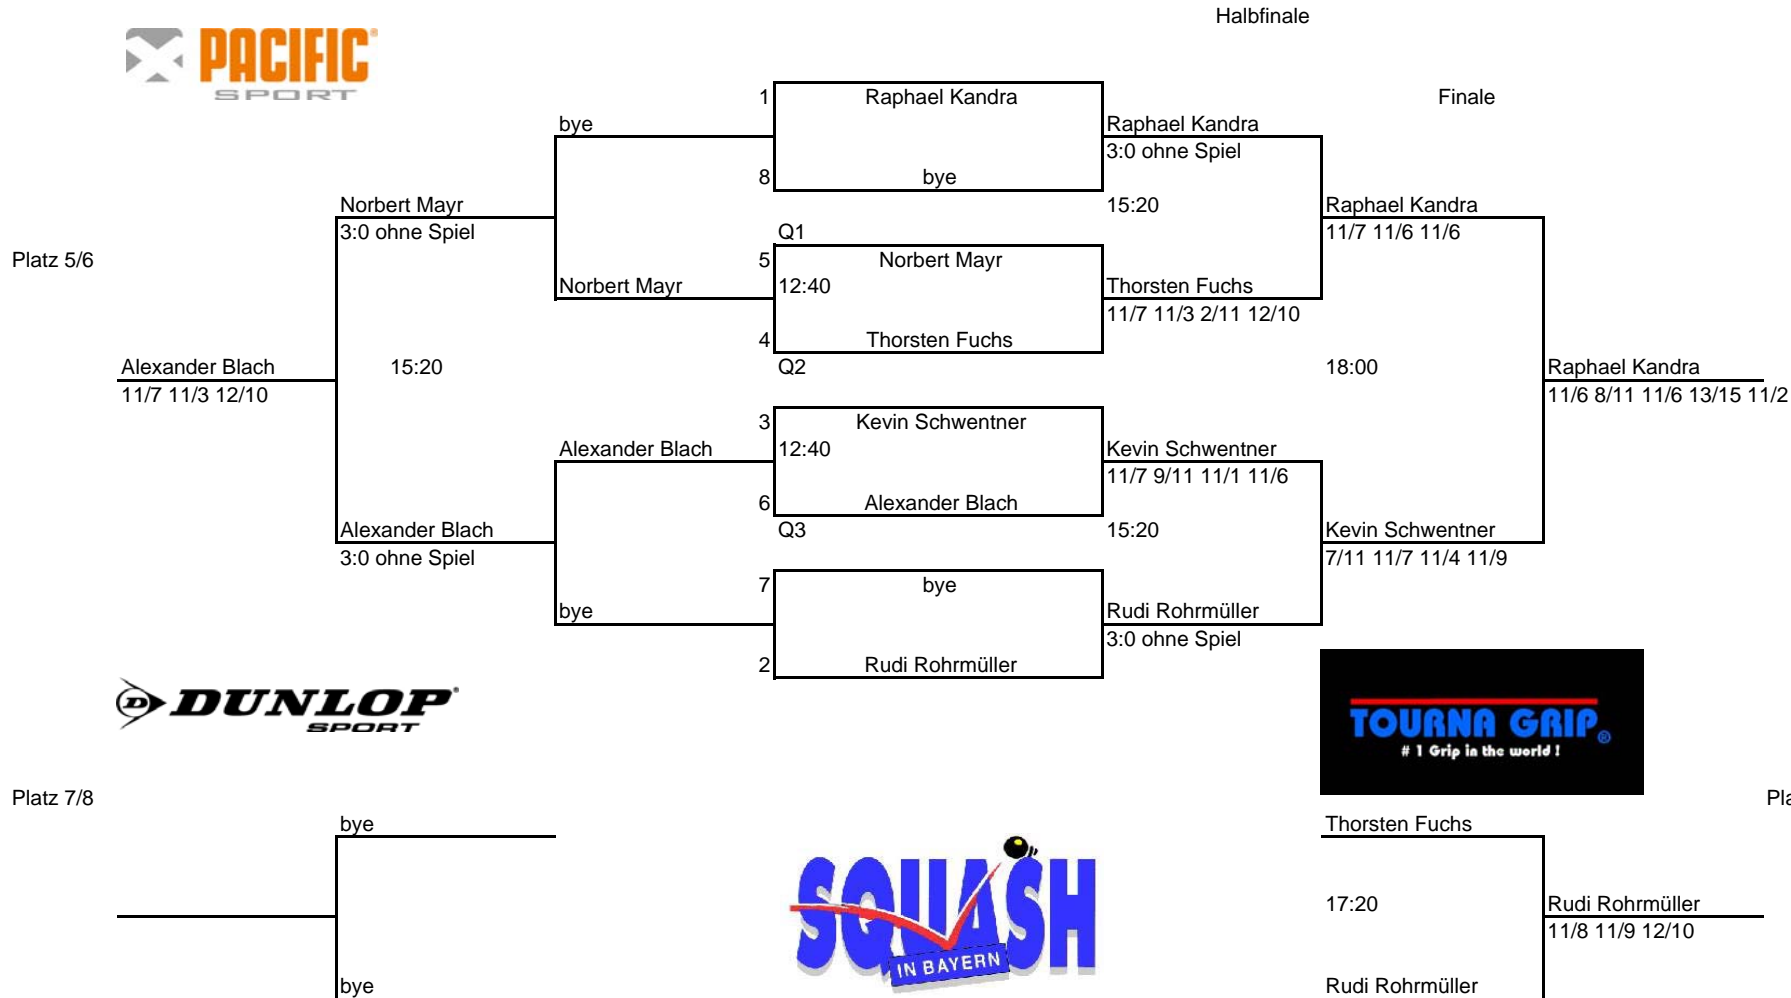 Halbfinale
PACIFIC®
SPORT
1 Raphael Kandra
Finale
bye
Raphael Kandra
3:0 ohne Spiel
8 bye
Norbert Mayr
15:20
Raphael Kandra
3:0 ohne Spiel
Q1
11/7 11/6 11/6
Platz 5/6
5 Norbert Mayr
Norbert Mayr
12:40
Thorsten Fuchs
11/7 11/3 2/11 12/10
4 Thorsten Fuchs
Alexander Blach
15:20
Q2
18:00
Raphael Kandra
11/7 11/3 12/10
11/6 8/11 11/6 13/15 11/2
3 Kevin Schwentner
Alexander Blach
12:40
Kevin Schwentner
11/7 9/11 11/1 11/6
6 Alexander Blach
Alexander Blach
Q3
15:20
Kevin Schwentner
3:0 ohne Spiel
7/11 11/7 11/4 11/9
7 bye
bye
Rudi Rohrmüller
3:0 ohne Spiel
2 Rudi Rohrmüller
D DUNLOP®
SPORT
TOURNA GRIP®
# 1 Grip in the world !
Platz 7/8
bye
Thorsten Fuchs
SQUASH
IN BAYERN
17:20
Rudi Rohrmüller
11/8 11/9 12/10
bye
Rudi Rohrmüller